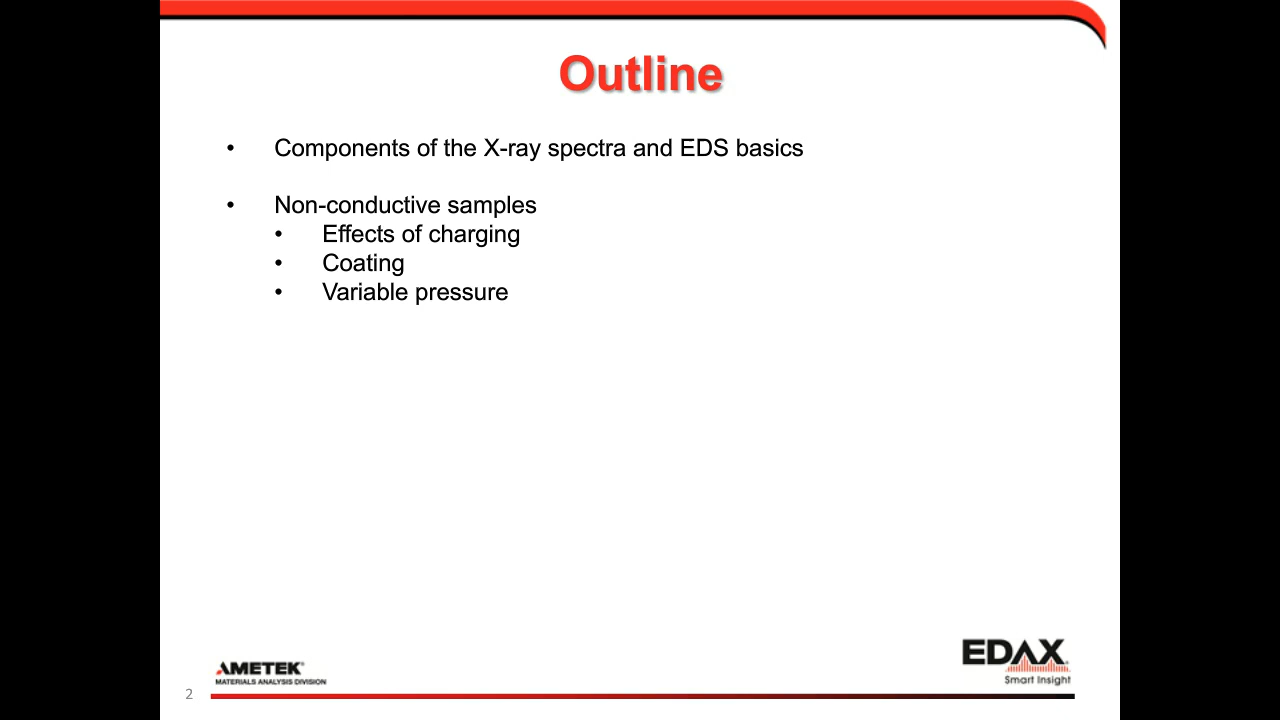 Outline
• Components of the X-ray spectra and EDS basics
• Non-conductive samples
• Effects of charging
• Coating
• Variable pressure
AMETEK®
MATERIALS ANALYSIS DIVISION
EDAX
Smart Insight
2